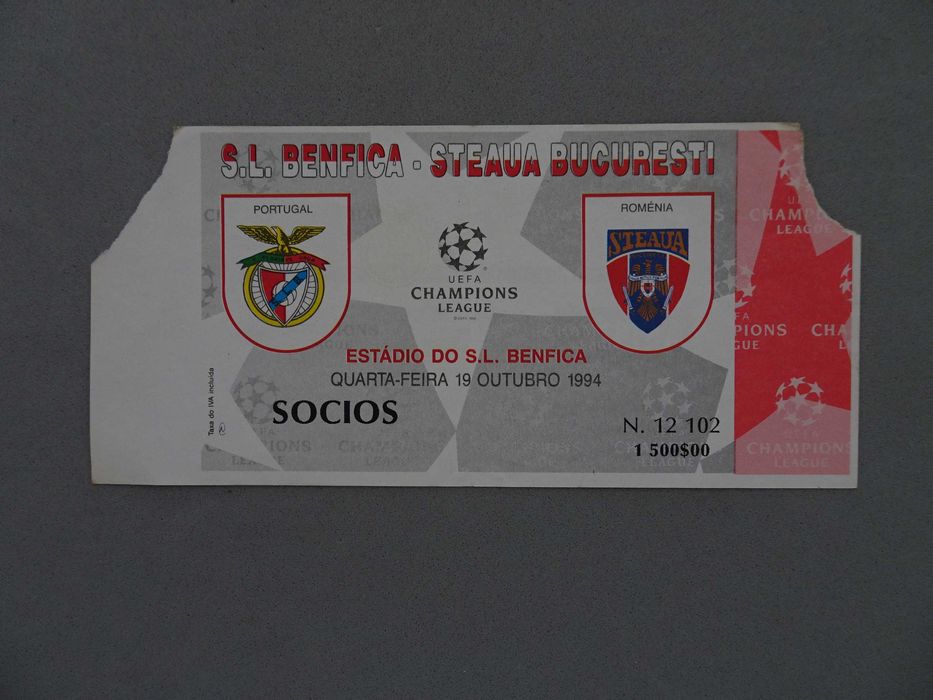 S.L. BENFICA - STEAUA BUCURESTI
PORTUGAL
ROMÉNIA
STEAUA
UEFA
CHAMPIONS
LEAGUE
ESTÁDIO DO S.L. BENFICA
QUARTA-FEIRA 19 OUTUBRO 1994
SOCIOS
N. 12 102
1 500$00
Taxa do IVA incluída
CHAMPIONS
LEAGUE